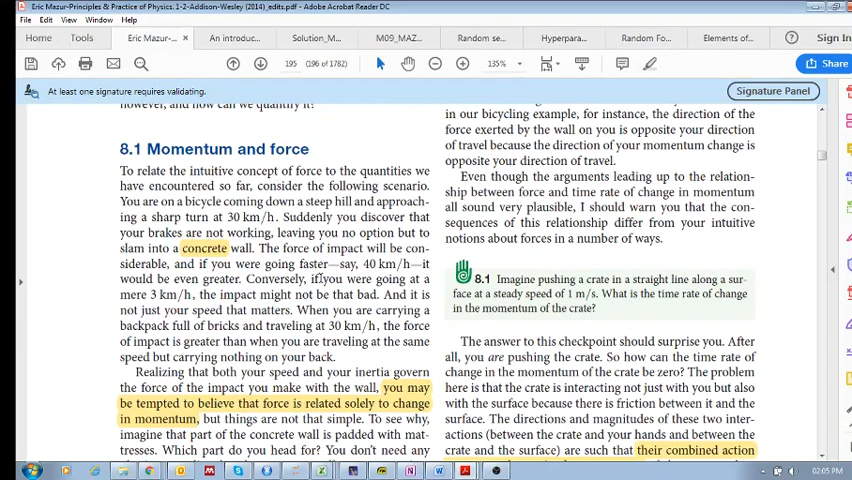 Eric Mazur-Principles & Practice of Physics. 1-2-Addison-Wesley (2014)_edits.pdf - Adobe Acrobat Reader DC
File Edit View Window Help
Home Tools Eric Mazur-... × An introduc... Solution_M... M09_MAZ... Random se... Hyperpara... Random Fo... Elements of... Sign In
195 (196 of 1782) 135% Share
At least one signature requires validating. Signature Panel
however, and how can we quantify it?
8.1 Momentum and force
To relate the intuitive concept of force to the quantities we
have encountered so far, consider the following scenario.
You are on a bicycle coming down a steep hill and approach-
ing a sharp turn at 30 km/h. Suddenly you discover that
your brakes are not working, leaving you no option but to
slam into a concrete wall. The force of impact will be con-
siderable, and if you were going faster—say, 40 km/h—it
would be even greater. Conversely, if you were going at a
mere 3 km/h, the impact might not be that bad. And it is
not just your speed that matters. When you are carrying a
backpack full of bricks and traveling at 30 km/h, the force
of impact is greater than when you are traveling at the same
speed but carrying nothing on your back.
Realizing that both your speed and your inertia govern
the force of the impact you make with the wall, you may
be tempted to believe that force is related solely to change
in momentum, but things are not that simple. To see why,
imagine that part of the concrete wall is padded with mat-
tresses. Which part do you head for? You don't need any
in our bicycling example, for instance, the direction of the
force exerted by the wall on you is opposite your direction
of travel because the direction of your momentum change is
opposite your direction of travel.
Even though the arguments leading up to the relation-
ship between force and time rate of change in momentum
all sound very plausible, I should warn you that the con-
sequences of this relationship differ from your intuitive
notions about forces in a number of ways.
8.1 Imagine pushing a crate in a straight line along a sur-
face at a steady speed of 1 m/s. What is the time rate of change
in the momentum of the crate?
The answer to this checkpoint should surprise you. After
all, you are pushing the crate. So how can the time rate of
change in the momentum of the crate be zero? The problem
here is that the crate is interacting not just with you but also
with the surface because there is friction between it and the
surface. The directions and magnitudes of these two inter-
actions (between the crate and your hands and between the
crate and the surface) are such that their combined action
02:05 PM